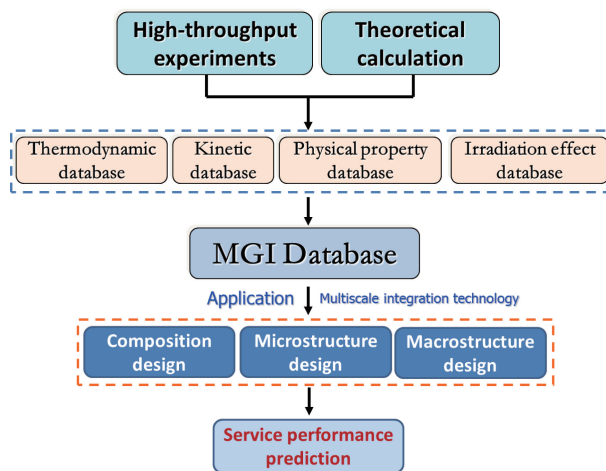 High-throughput
experiments
Theoretical
calculation
Thermodynamic
database
Kinetic
database
Physical property
database
Irradiation effect
database
MGI Database
Application
Multiscale integration technology
Composition
design
Microstructure
design
Macrostructure
design
Service performance
prediction